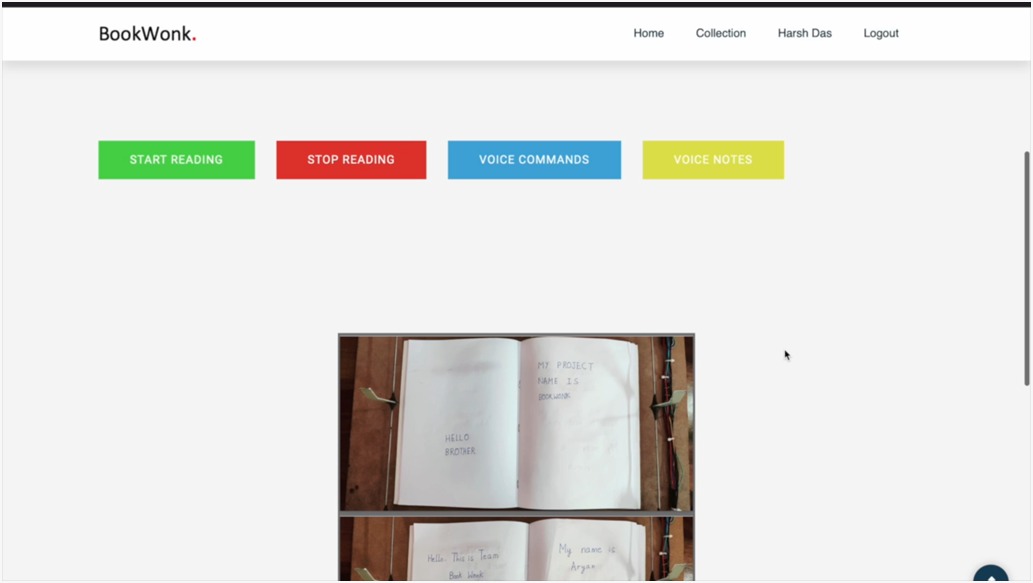 BookWonk.
Home Collection Harsh Das Logout
START READING STOP READING VOICE COMMANDS VOICE NOTES
HELLO
BROTHER
MY PROJECT
NAME IS
BOOKWONK
Hello. This is Team
Book Wonk
My name is
Aryan